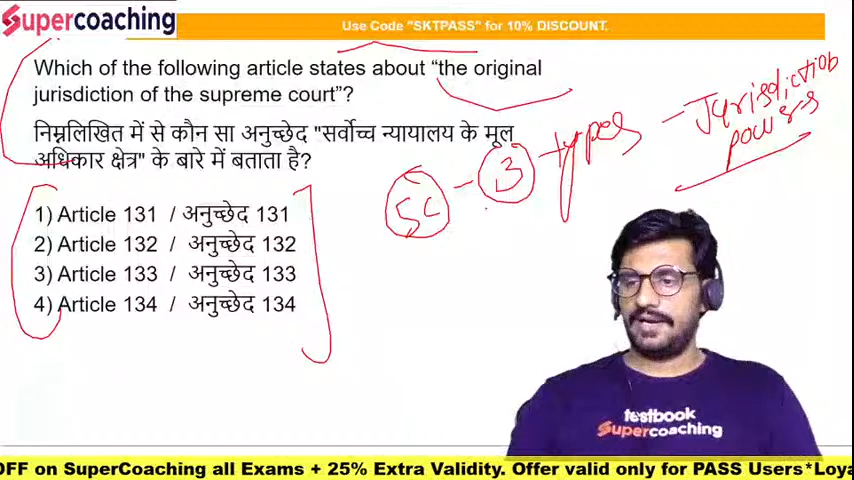 Supercoaching
Use Code "SKTPASS" for 10% DISCOUNT.
Which of the following article states about “the original
jurisdiction of the supreme court”?
निम्नलिखित में से कौन सा अनुच्छेद "सर्वोच्च न्यायालय के मूल
अधिकार क्षेत्र" के बारे में बताता है?
1) Article 131 / अनुच्छेद 131
2) Article 132 / अनुच्छेद 132
3) Article 133 / अनुच्छेद 133
4) Article 134 / अनुच्छेद 134
SC - 3 types - Jurisdiction
powers
testbook
Supercoaching
OFF on SuperCoaching all Exams + 25% Extra Validity. Offer valid only for PASS Users*Loya